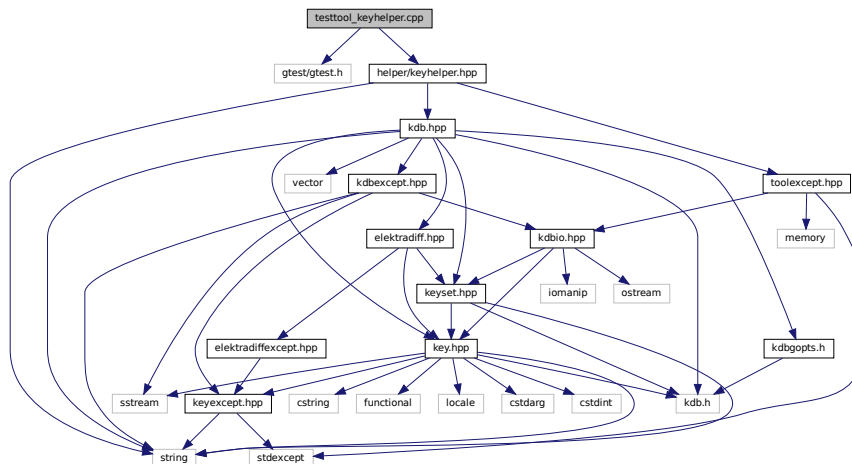 testtool_keyhelper.cpp
gtest/gtest.h
helper/keyhelper.hpp
kdb.hpp
vector
kdbexcept.hpp
toolexcept.hpp
elektradiff.hpp
kdbio.hpp
memory
keyset.hpp
iomanip
ostream
elektradiffexcept.hpp
key.hpp
kdbgopts.h
sstream
keyexcept.hpp
cstring
functional
locale
cstdarg
cstdint
kdb.h
string
stdexcept